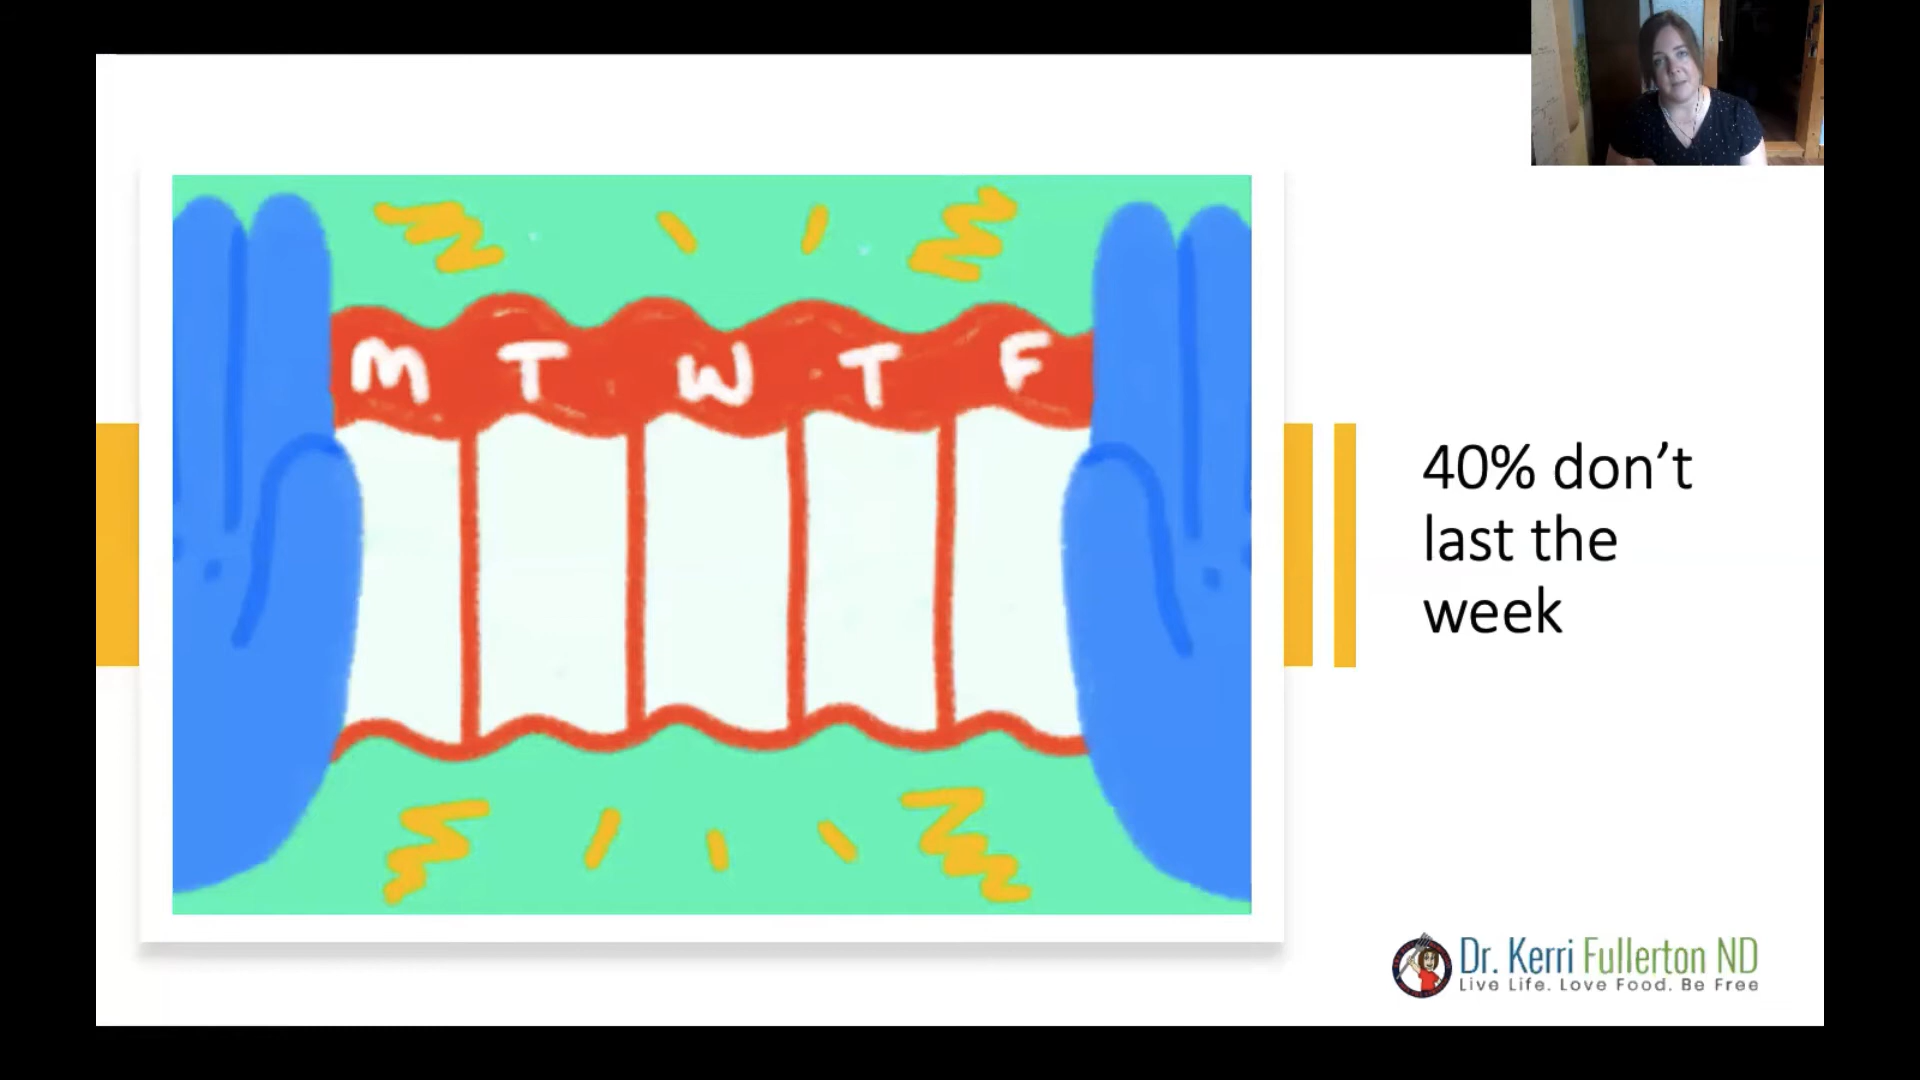 M T W T F
40% don’t
last the
week
Dr. Kerri Fullerton ND
Live Life. Love Food. Be Free